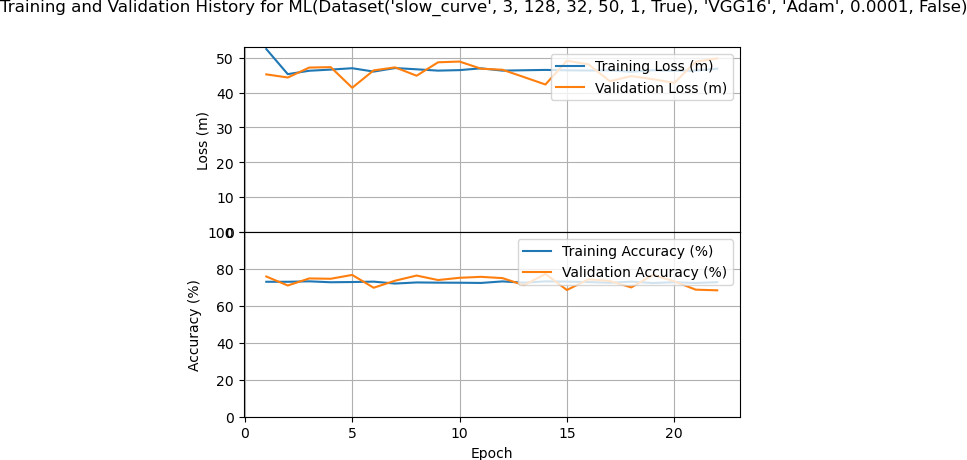 Training and Validation History for ML(Dataset('slow_curve', 3, 128, 32, 50, 1, True), 'VGG16', 'Adam', 0.0001, False)
50
40
30
20
10
0
Loss (m)
Training Loss (m)
Validation Loss (m)
100
80
60
40
20
0
Accuracy (%)
Training Accuracy (%)
Validation Accuracy (%)
0 5 10 15 20
Epoch